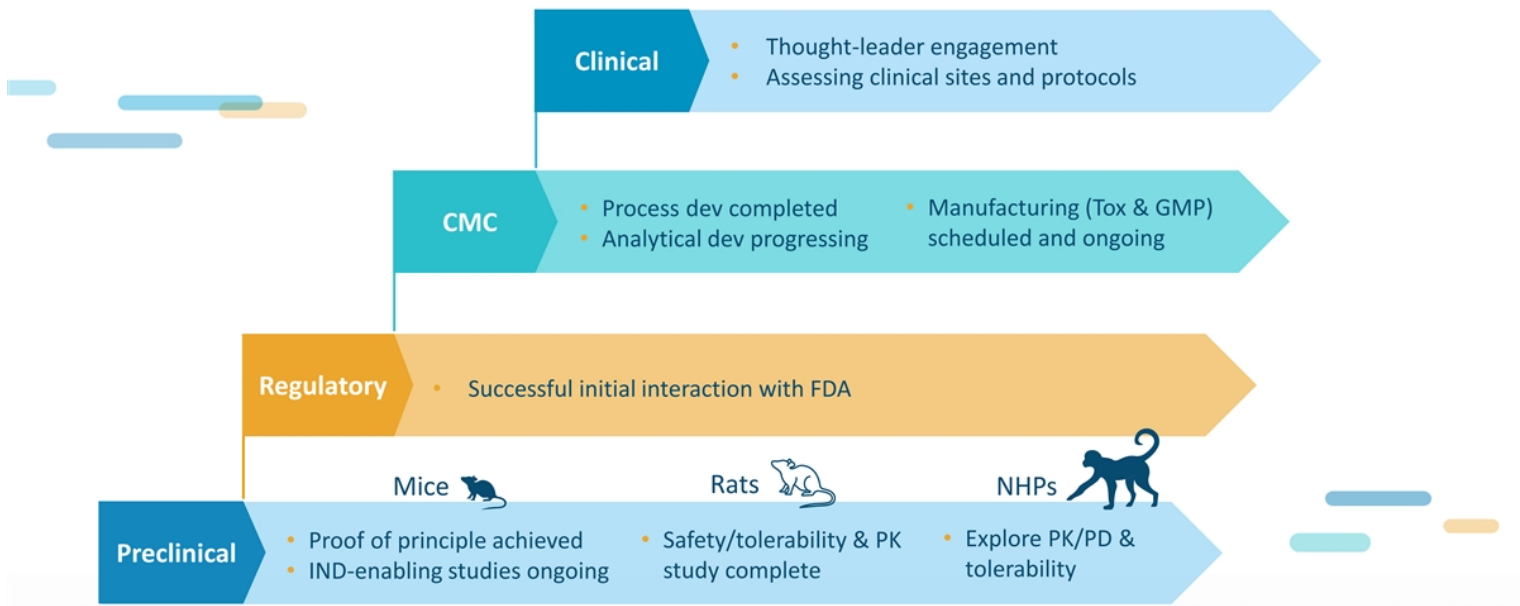 Clinical
• Thought-leader engagement
• Assessing clinical sites and protocols
CMC
• Process dev completed
• Analytical dev progressing
• Manufacturing (Tox & GMP)
scheduled and ongoing
Regulatory
• Successful initial interaction with FDA
Mice
Rats
NHPs
Preclinical
• Proof of principle achieved
• IND-enabling studies ongoing
• Safety/tolerability & PK
study complete
• Explore PK/PD &
tolerability